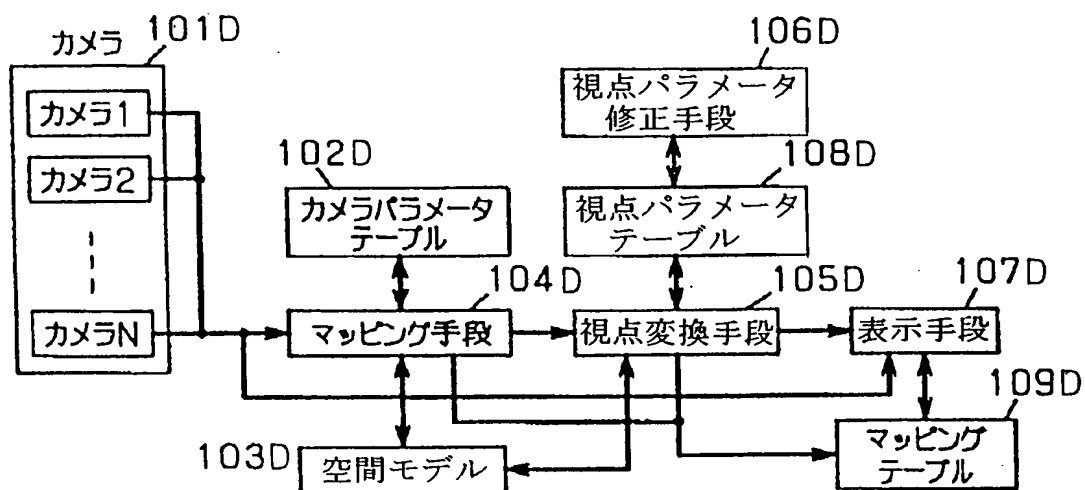 カメラ
101D
カメラ1
カメラ2
カメラN
102D
カメラパラメータ
テーブル
106D
視点パラメータ
修正手段
108D
視点パラメータ
テーブル
104D
マッピング手段
105D
視点変換手段
107D
表示手段
103D
空間モデル
109D
マッピング
テーブル